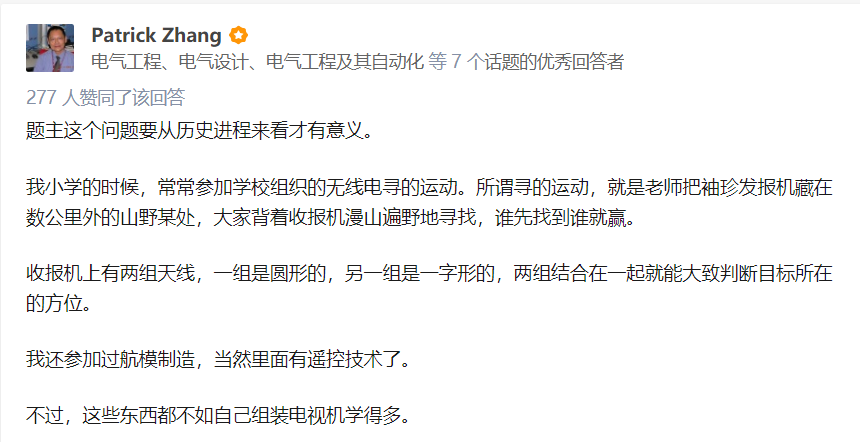 Patrick Zhang
电气工程、电气设计、电气工程及其自动化 等 7 个话题的优秀回答者
277 人赞同了该回答
题主这个问题要从历史进程来看才有意义。
我小学的时候，常常参加学校组织的无线电寻的运动。所谓寻的运动，就是老师把袖珍发报机藏在
数公里外的山野某处，大家背着收报机漫山遍野地寻找，谁先找到谁就赢。
收报机上有两组天线，一组是圆形的，另一组是一字形的，两组结合在一起就能大致判断目标所在
的方位。
我还参加过航模制造，当然里面有遥控技术了。
不过，这些东西都不如自己组装电视机学得多。